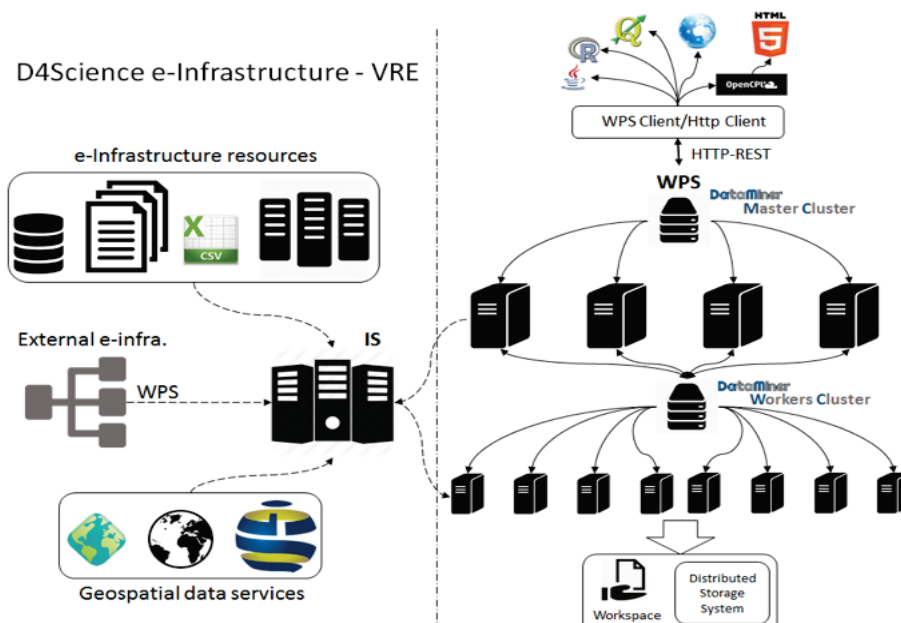 D4Science e-Infrastructure - VRE
e-Infrastructure resources
X
CSV
External e-infra.
WPS
IS
Geospatial data services
HTML
5
R
Q
Java
OpenCPU
WPS Client/Http Client
HTTP-REST
WPS
DataMiner
Master Cluster
DataMiner
Workers Cluster
Workspace
Distributed
Storage
System